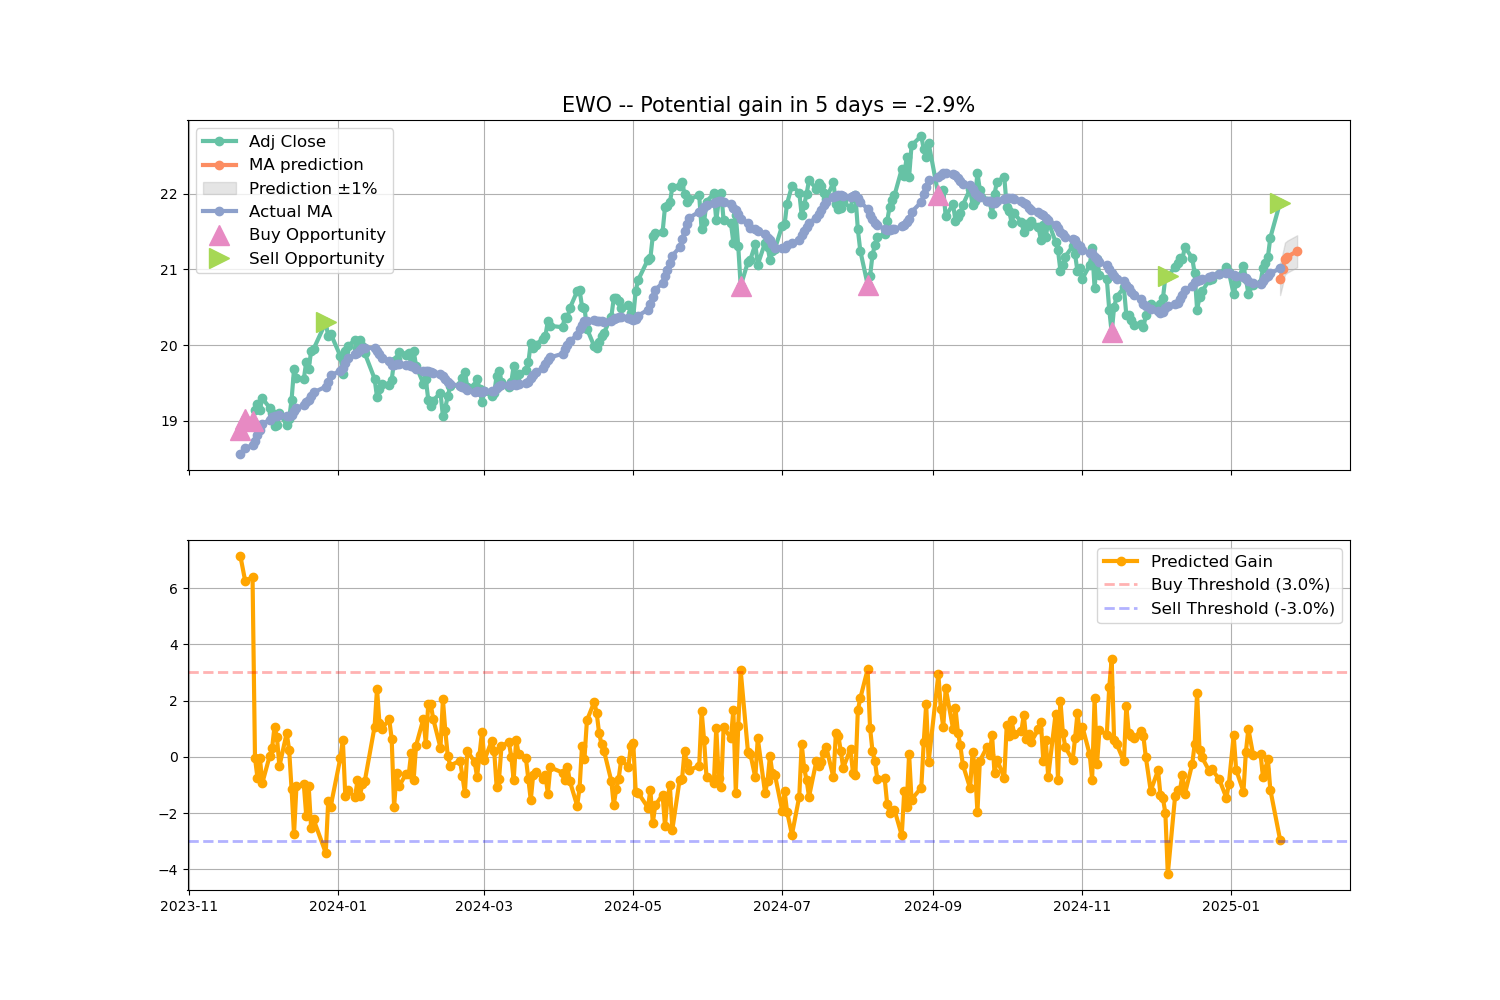 EWO -- Potential gain in 5 days = -2.9%
Adj Close
MA prediction
Prediction ±1%
Actual MA
Buy Opportunity
Sell Opportunity
22
21
20
19
Predicted Gain
Buy Threshold (3.0%)
Sell Threshold (-3.0%)
6
4
2
0
−2
−4
2023-11 2024-01 2024-03 2024-05 2024-07 2024-09 2024-11 2025-01